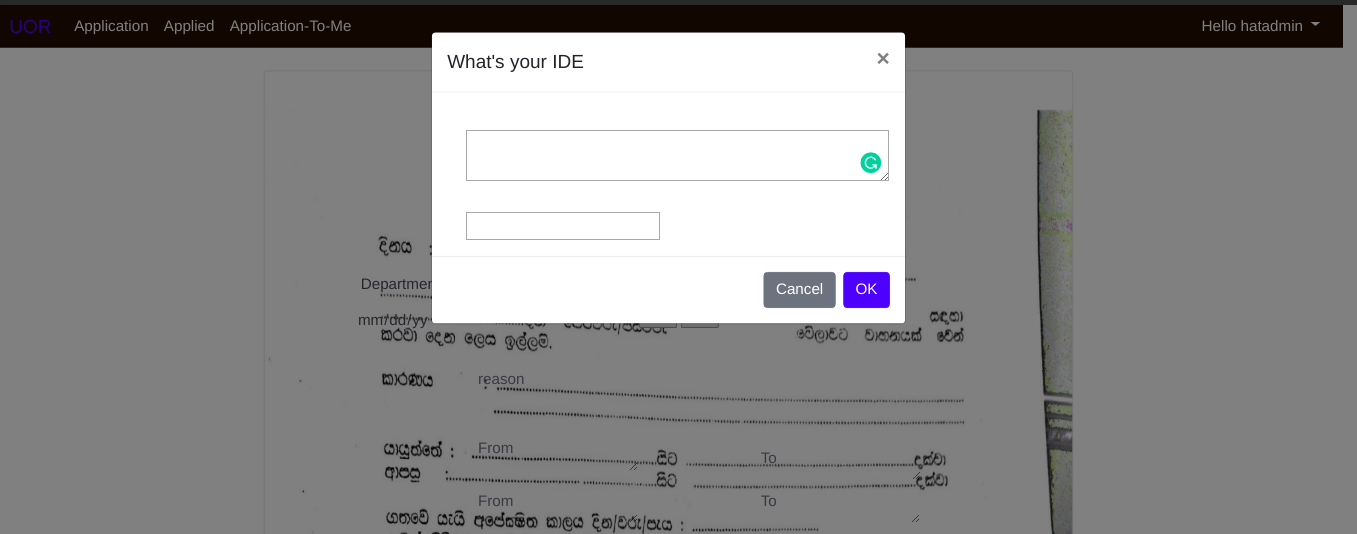 UOR Application Applied Application-To-Me Hello hatadmin
What's your IDE ×
දිනය :
Cancel OK
Departmen
mm/dd/yy සඳහා
කරවා දෙන ලෙස ඉල්ලමි. වේලාවට වාහනයක් වෙන්
කාරණය : reason
යායුත්තේ : From සිට To දක්වා
ආපසු : සිට දක්වා
From To
ගතවේ යැයි අපේක්ෂිත කාලය දින/වරු/පැය :